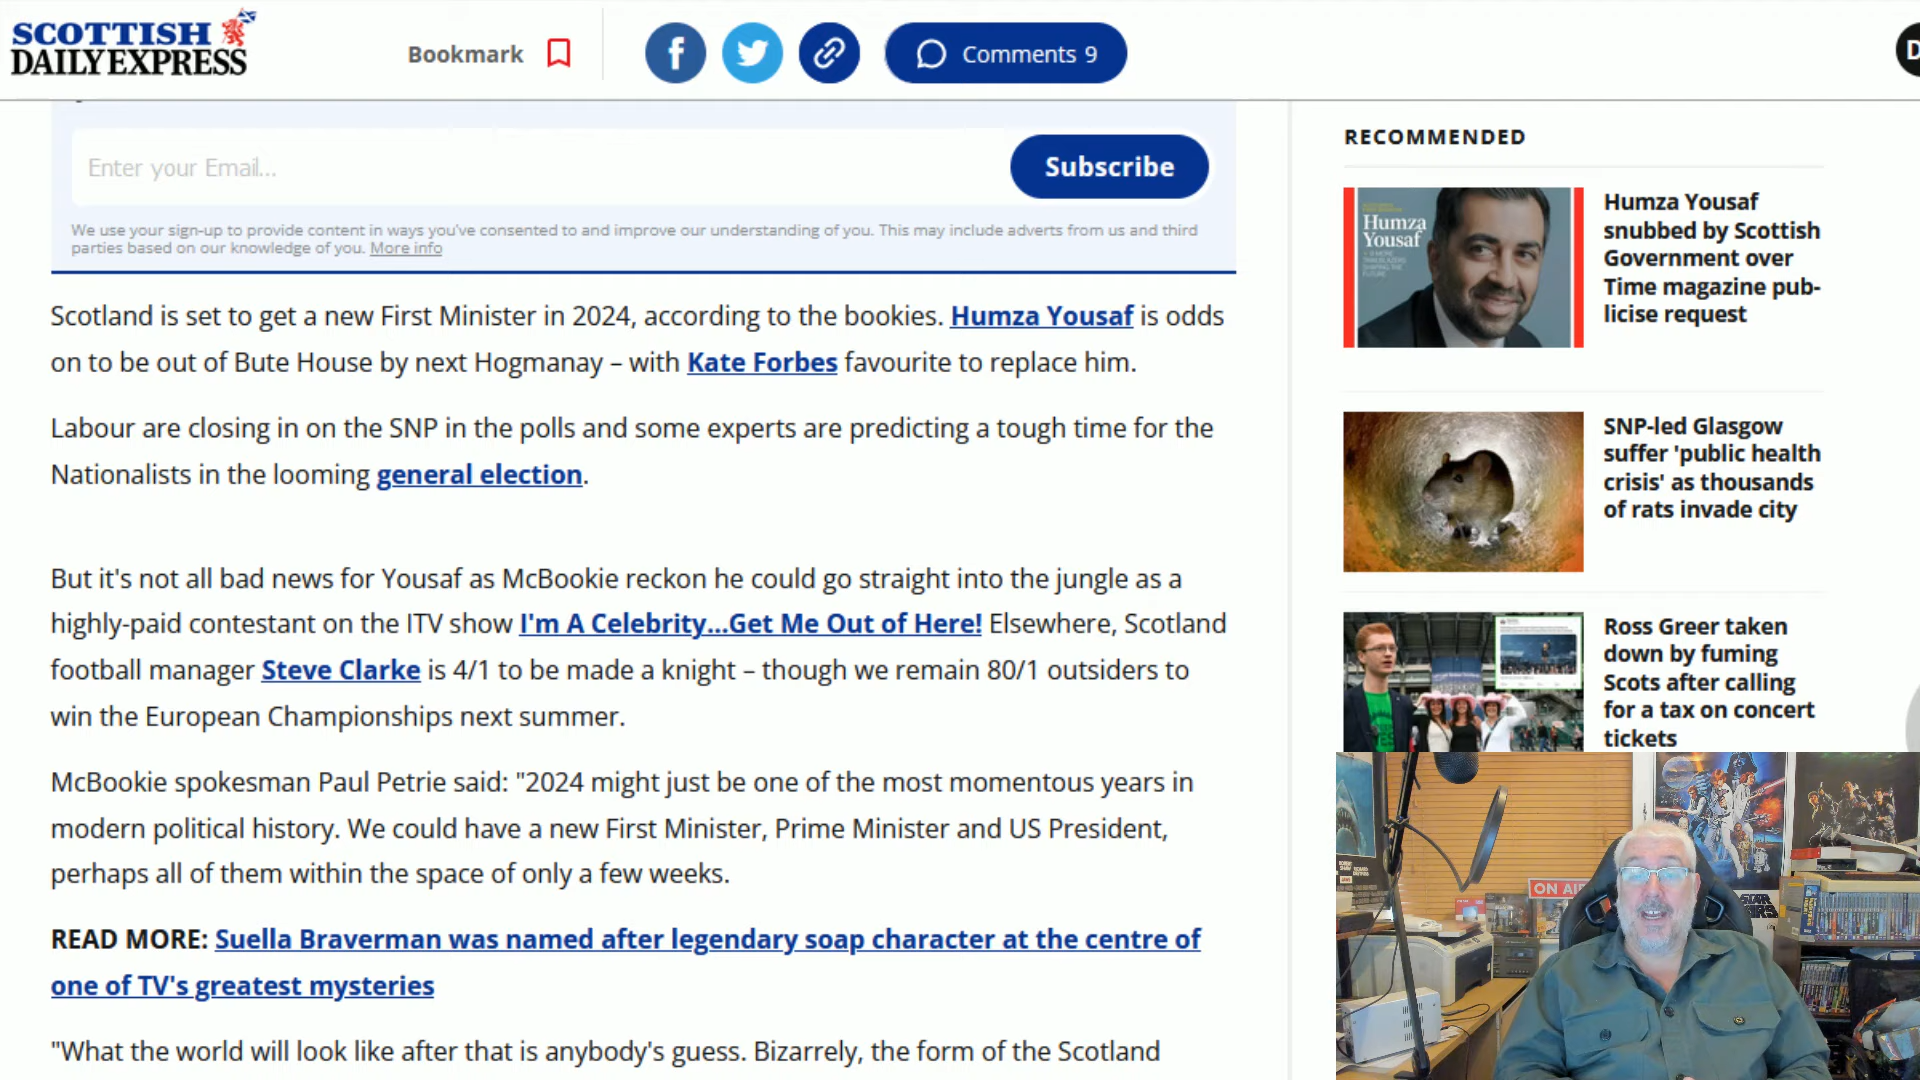 SCOTTISH
DAILY EXPRESS
Bookmark
Comments 9
D
Enter your Email...
Subscribe
We use your sign-up to provide content in ways you've consented to and improve our understanding of you. This may include adverts from us and third
parties based on our knowledge of you. More info
Scotland is set to get a new First Minister in 2024, according to the bookies. Humza Yousaf is odds
on to be out of Bute House by next Hogmanay – with Kate Forbes favourite to replace him.
Labour are closing in on the SNP in the polls and some experts are predicting a tough time for the
Nationalists in the looming general election.
But it's not all bad news for Yousaf as McBookie reckon he could go straight into the jungle as a
highly-paid contestant on the ITV show I'm A Celebrity...Get Me Out of Here! Elsewhere, Scotland
football manager Steve Clarke is 4/1 to be made a knight – though we remain 80/1 outsiders to
win the European Championships next summer.
McBookie spokesman Paul Petrie said: "2024 might just be one of the most momentous years in
modern political history. We could have a new First Minister, Prime Minister and US President,
perhaps all of them within the space of only a few weeks.
READ MORE: Suella Braverman was named after legendary soap character at the centre of
one of TV's greatest mysteries
"What the world will look like after that is anybody's guess. Bizarrely, the form of the Scotland
RECOMMENDED
Humza
Yousaf
Humza Yousaf
snubbed by Scottish
Government over
Time magazine pub-
licise request
SNP-led Glasgow
suffer 'public health
crisis' as thousands
of rats invade city
Ross Greer taken
down by fuming
Scots after calling
for a tax on concert
tickets
ON AI
STAR
WARS